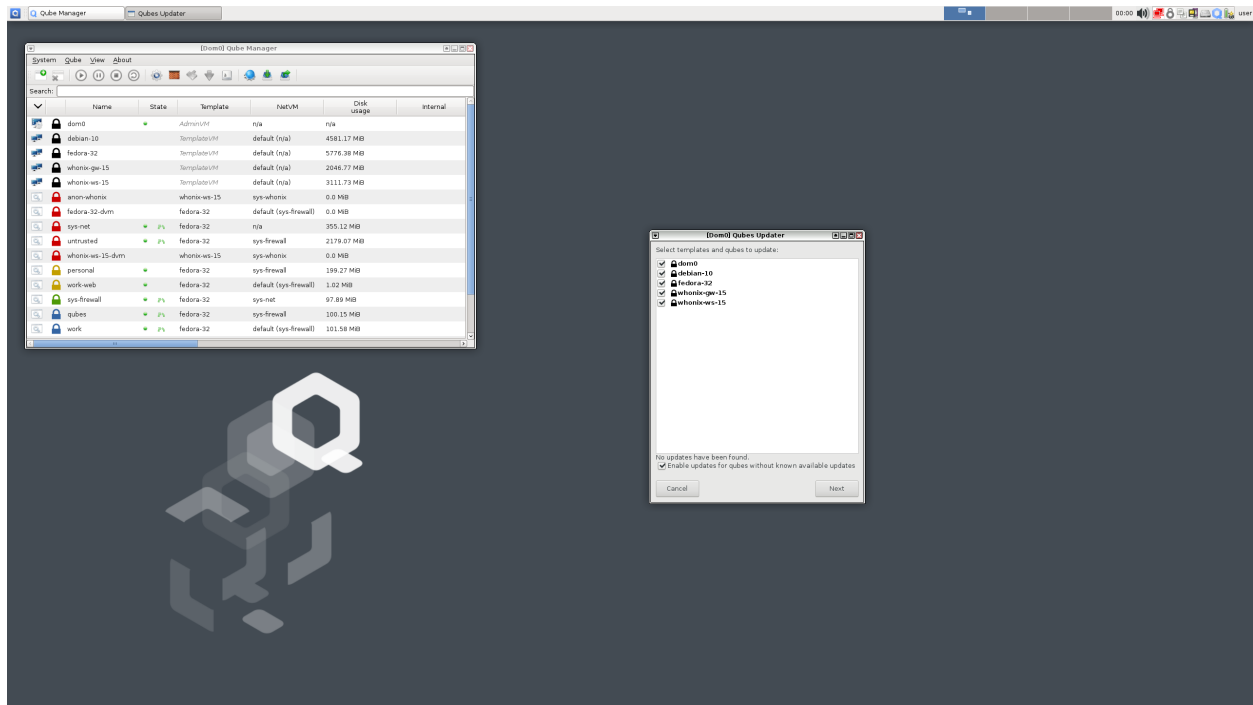 Qube Manager
Qubes Updater
00:00
user
[Dom0] Qube Manager
System Qube View About
Search:
Name State Template NetVM Disk usage Internal
dom0 AdminVM n/a n/a
debian-10 TemplateVM default (n/a) 4581.17 MiB
fedora-32 TemplateVM default (n/a) 5776.38 MiB
whonix-gw-15 TemplateVM default (n/a) 2046.77 MiB
whonix-ws-15 TemplateVM default (n/a) 3111.73 MiB
anon-whonix whonix-ws-15 sys-whonix 0.0 MiB
fedora-32-dvm fedora-32 default (sys-firewall) 0.0 MiB
sys-net fedora-32 n/a 355.12 MiB
untrusted fedora-32 sys-firewall 2179.07 MiB
whonix-ws-15-dvm whonix-ws-15 sys-whonix 0.0 MiB
personal fedora-32 sys-firewall 199.27 MiB
work-web fedora-32 default (sys-firewall) 1.02 MiB
sys-firewall fedora-32 sys-net 97.89 MiB
qubes fedora-32 sys-firewall 100.15 MiB
work fedora-32 default (sys-firewall) 101.58 MiB
[Dom0] Qubes Updater
Select templates and qubes to update:
dom0
debian-10
fedora-32
whonix-gw-15
whonix-ws-15
No updates have been found.
Enable updates for qubes without known available updates
Cancel Next